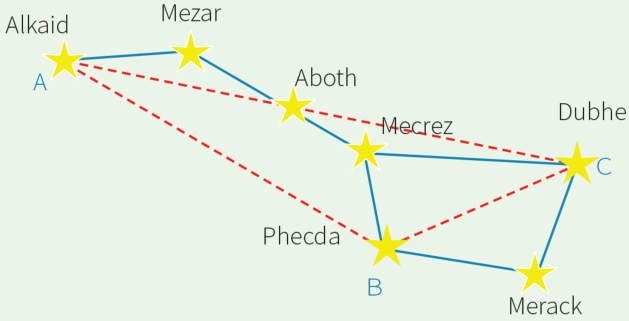 Mezar
Alkaid
A
Aboth
Mecrez
Dubhe
C
Phecda
B
Merack